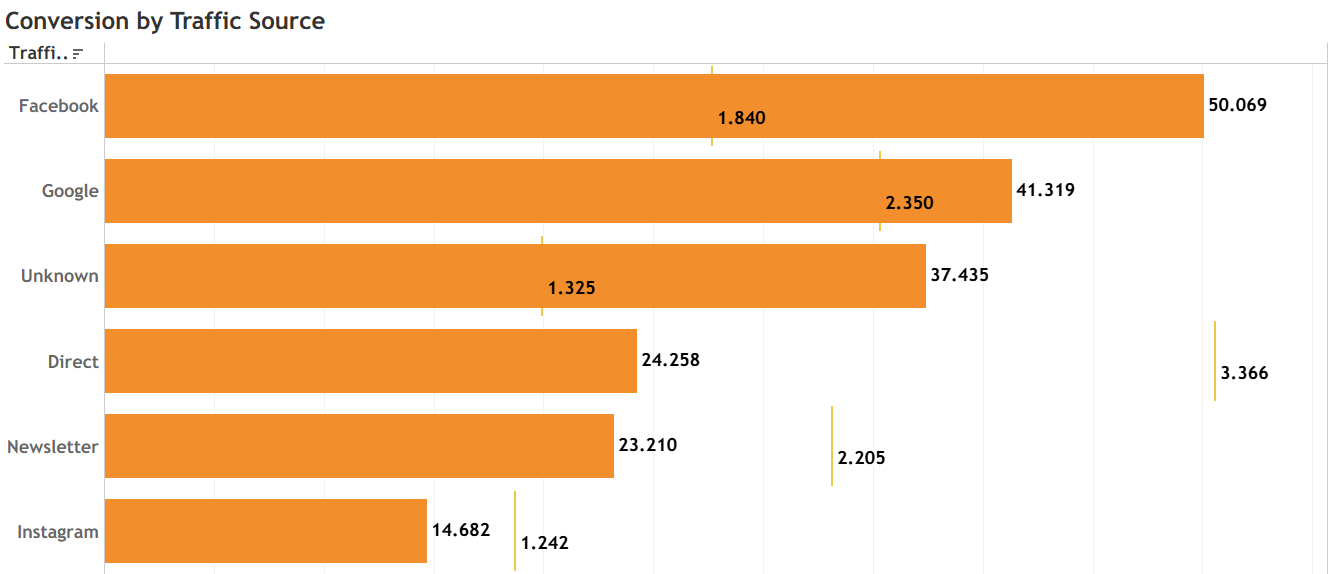 Conversion by Traffic Source
Traffi..
Facebook 1.840 50.069
Google 2.350 41.319
Unknown 1.325 37.435
Direct 24.258 3.366
Newsletter 23.210 2.205
Instagram 14.682 1.242